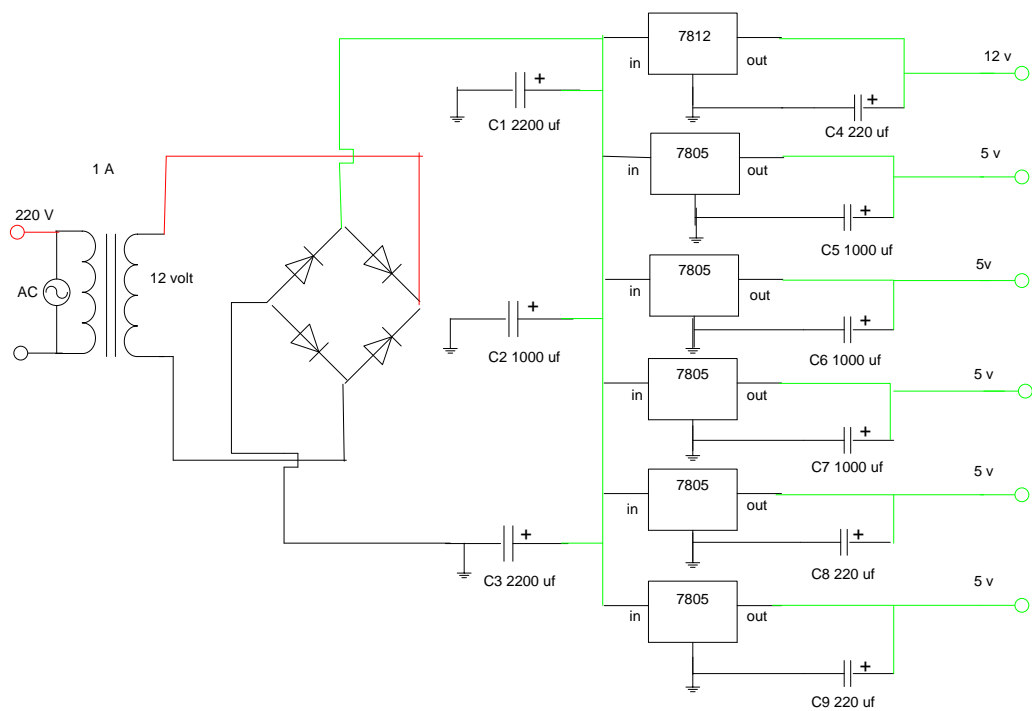 7812
in
out
12 v
C1 2200 uf
C4 220 uf
1 A
7805
in
out
5 v
220 V
C5 1000 uf
AC
12 volt
7805
in
out
5v
C2 1000 uf
C6 1000 uf
7805
in
out
5 v
C7 1000 uf
7805
in
out
5 v
C3 2200 uf
C8 220 uf
7805
in
out
5 v
C9 220 uf